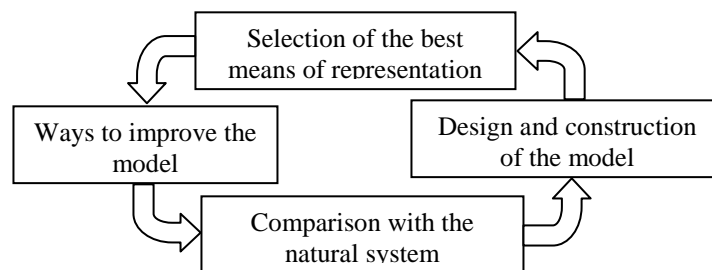 Selection of the best
means of representation
Ways to improve the
model
Design and construction
of the model
Comparison with the
natural system